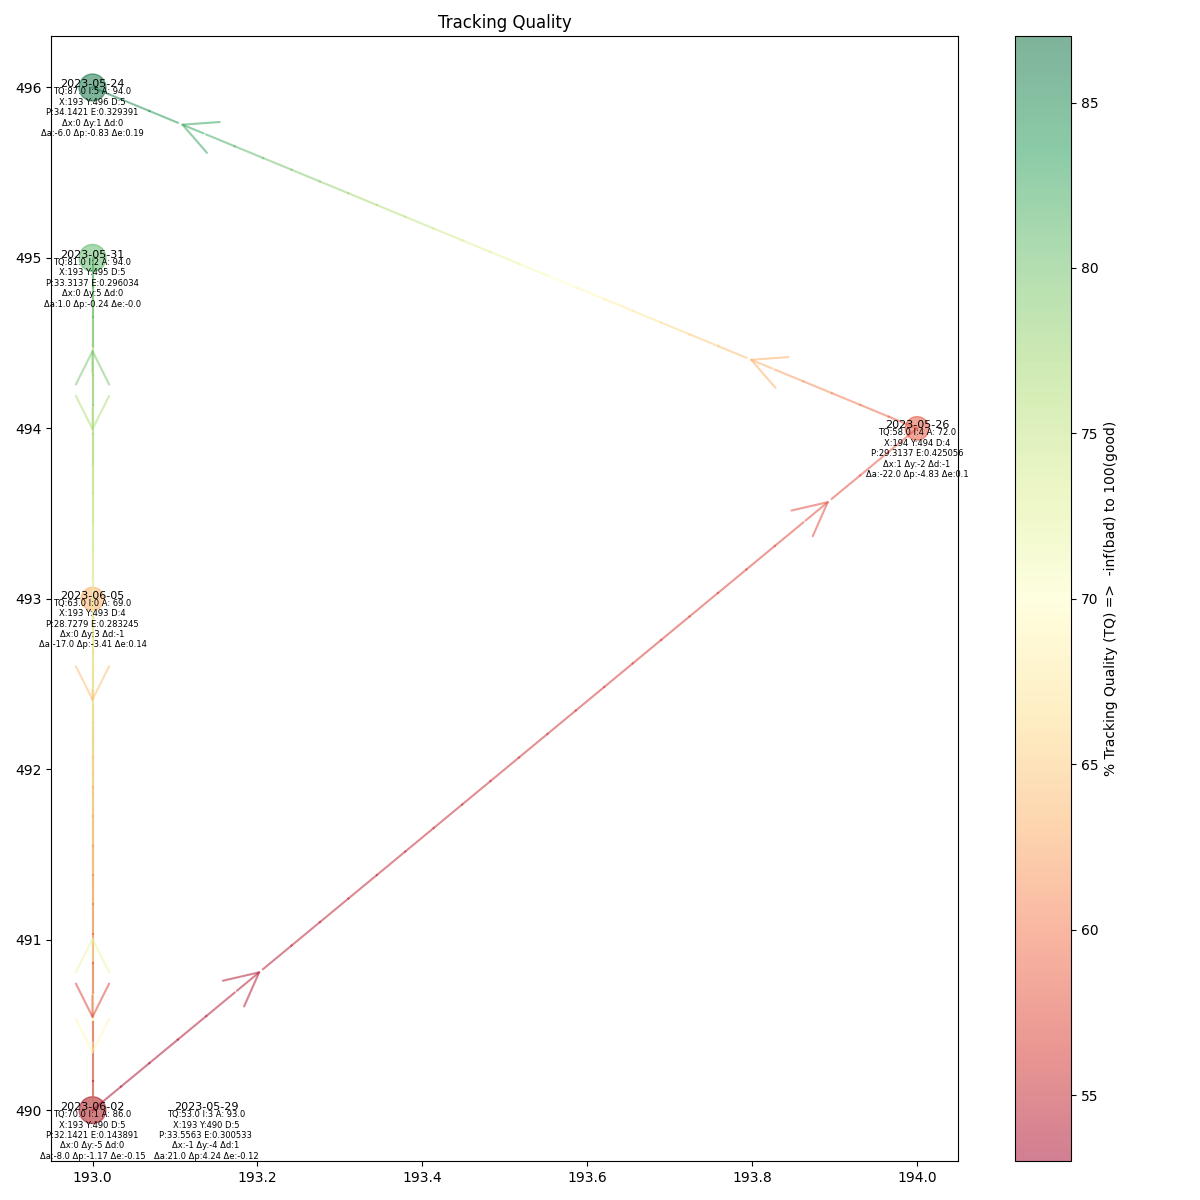 Tracking Quality
496
495
494
493
492
491
490
2023-05-24
TQ:87.0 I:5 A: 94.0
X:193 Y:496 D:5
P:34.1421 E:0.329391
Δx:0 Δy:1 Δd:0
Δa:-6.0 Δp:-0.83 Δe:0.19
2023-05-31
TQ:81.0 I:2 A: 94.0
X:193 Y:495 D:5
P:33.3137 E:0.296034
Δx:0 Δy:5 Δd:0
Δa:1.0 Δp:-0.24 Δe:-0.0
2023-05-26
TQ:58.0 I:4 A: 72.0
X:194 Y:494 D:4
P:29.3137 E:0.425056
Δx:1 Δy:-2 Δd:-1
Δa:-22.0 Δp:-4.83 Δe:0.1
2023-06-05
TQ:63.0 I:0 A: 69.0
X:193 Y:493 D:4
P:28.7279 E:0.283245
Δx:0 Δy:3 Δd:-1
Δa:-17.0 Δp:-3.41 Δe:0.14
2023-06-02
TQ:70.0 I:1 A: 86.0
X:193 Y:490 D:5
P:32.1421 E:0.143891
Δx:0 Δy:-5 Δd:0
Δa:-8.0 Δp:-1.17 Δe:-0.15
2023-05-29
TQ:53.0 I:3 A: 93.0
X:193 Y:490 D:5
P:33.5563 E:0.300533
Δx:-1 Δy:-4 Δd:1
Δa:21.0 Δp:4.24 Δe:-0.12
193.0 193.2 193.4 193.6 193.8 194.0
85
80
75
70
65
60
55
% Tracking Quality (TQ) => -inf(bad) to 100(good)